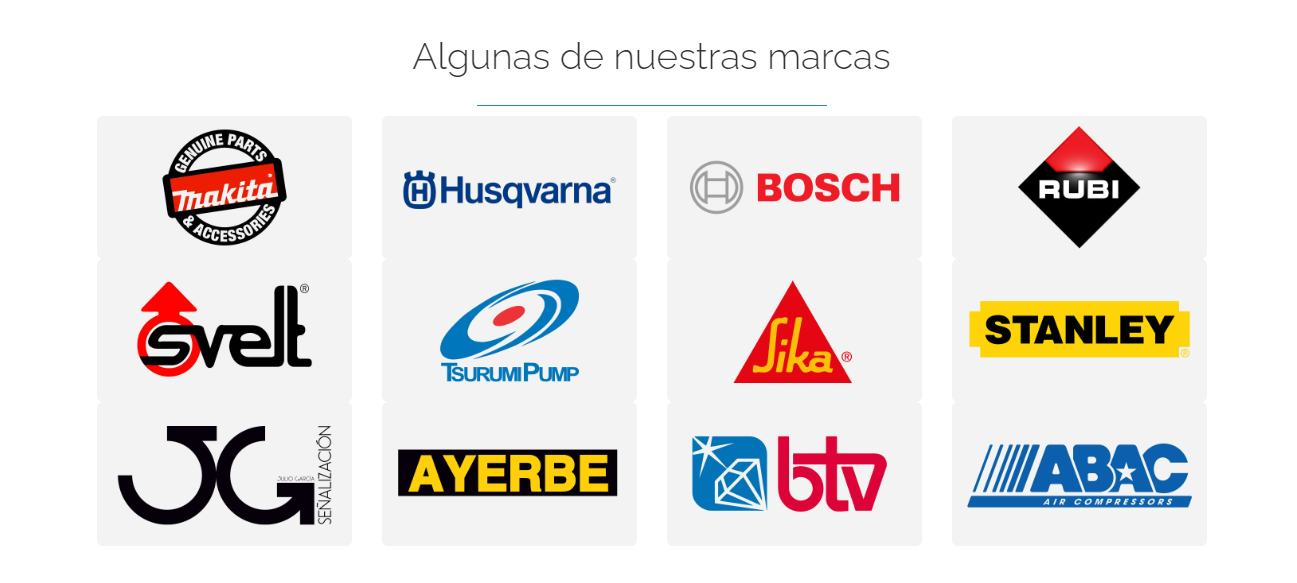 Algunas de nuestras marcas
GENUINE PARTS
makita®
& ACCESSORIES
Husqvarna®
BOSCH
RUBI
svelt®
TSURUMI PUMP
Sika®
STANLEY®
JG
JULIO GARCIA
SEÑALIZACIÓN
AYERBE
btv
ABAC
AIR COMPRESSORS